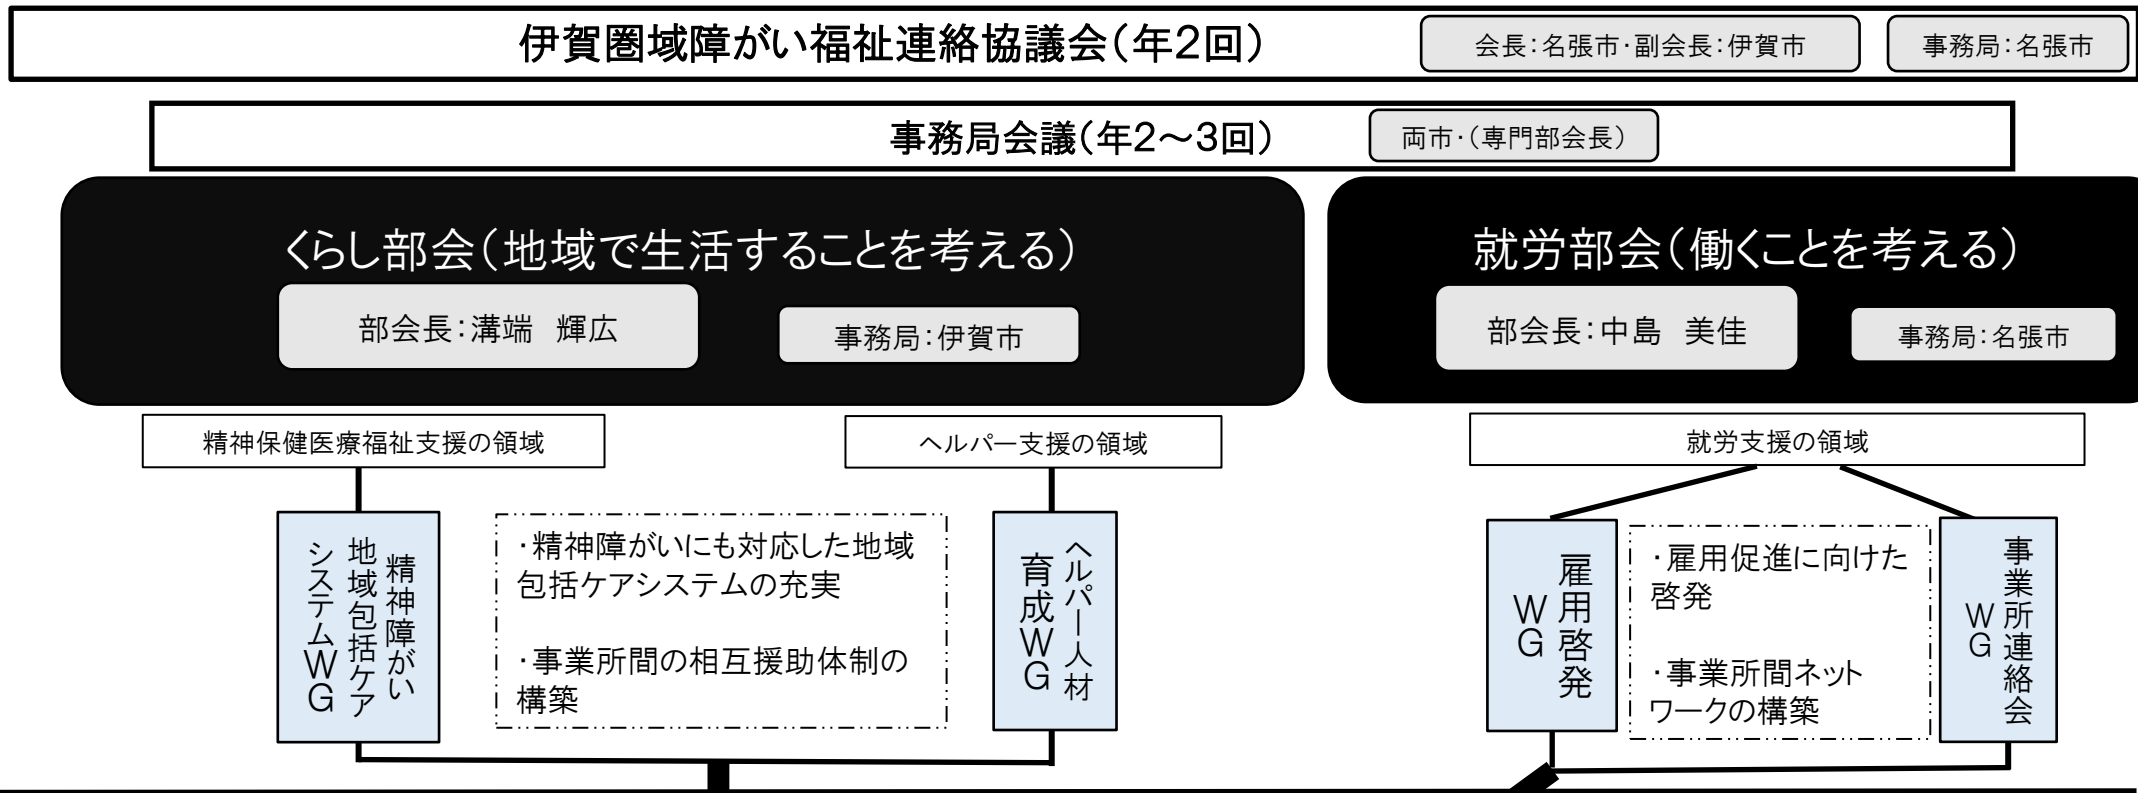 伊賀圏域障がい福祉連絡協議会（年2回）
会長：名張市・副会長：伊賀市
事務局：名張市
事務局会議（年2～3回）
両市・（専門部会長）
くらし部会（地域で生活することを考える）
部会長：溝端　輝広
事務局：伊賀市
就労部会（働くことを考える）
部会長：中島　美佳
事務局：名張市
精神保健医療福祉支援の領域
ヘルパー支援の領域
就労支援の領域
精神障がい
地域包括ケア
システムWG
・精神障がいにも対応した地域
包括ケアシステムの充実
・事業所間の相互援助体制の
構築
ヘルパー人材
育成WG
雇用啓発
WG
・雇用促進に向けた
啓発
・事業所間ネット
ワークの構築
事業所連絡会
WG